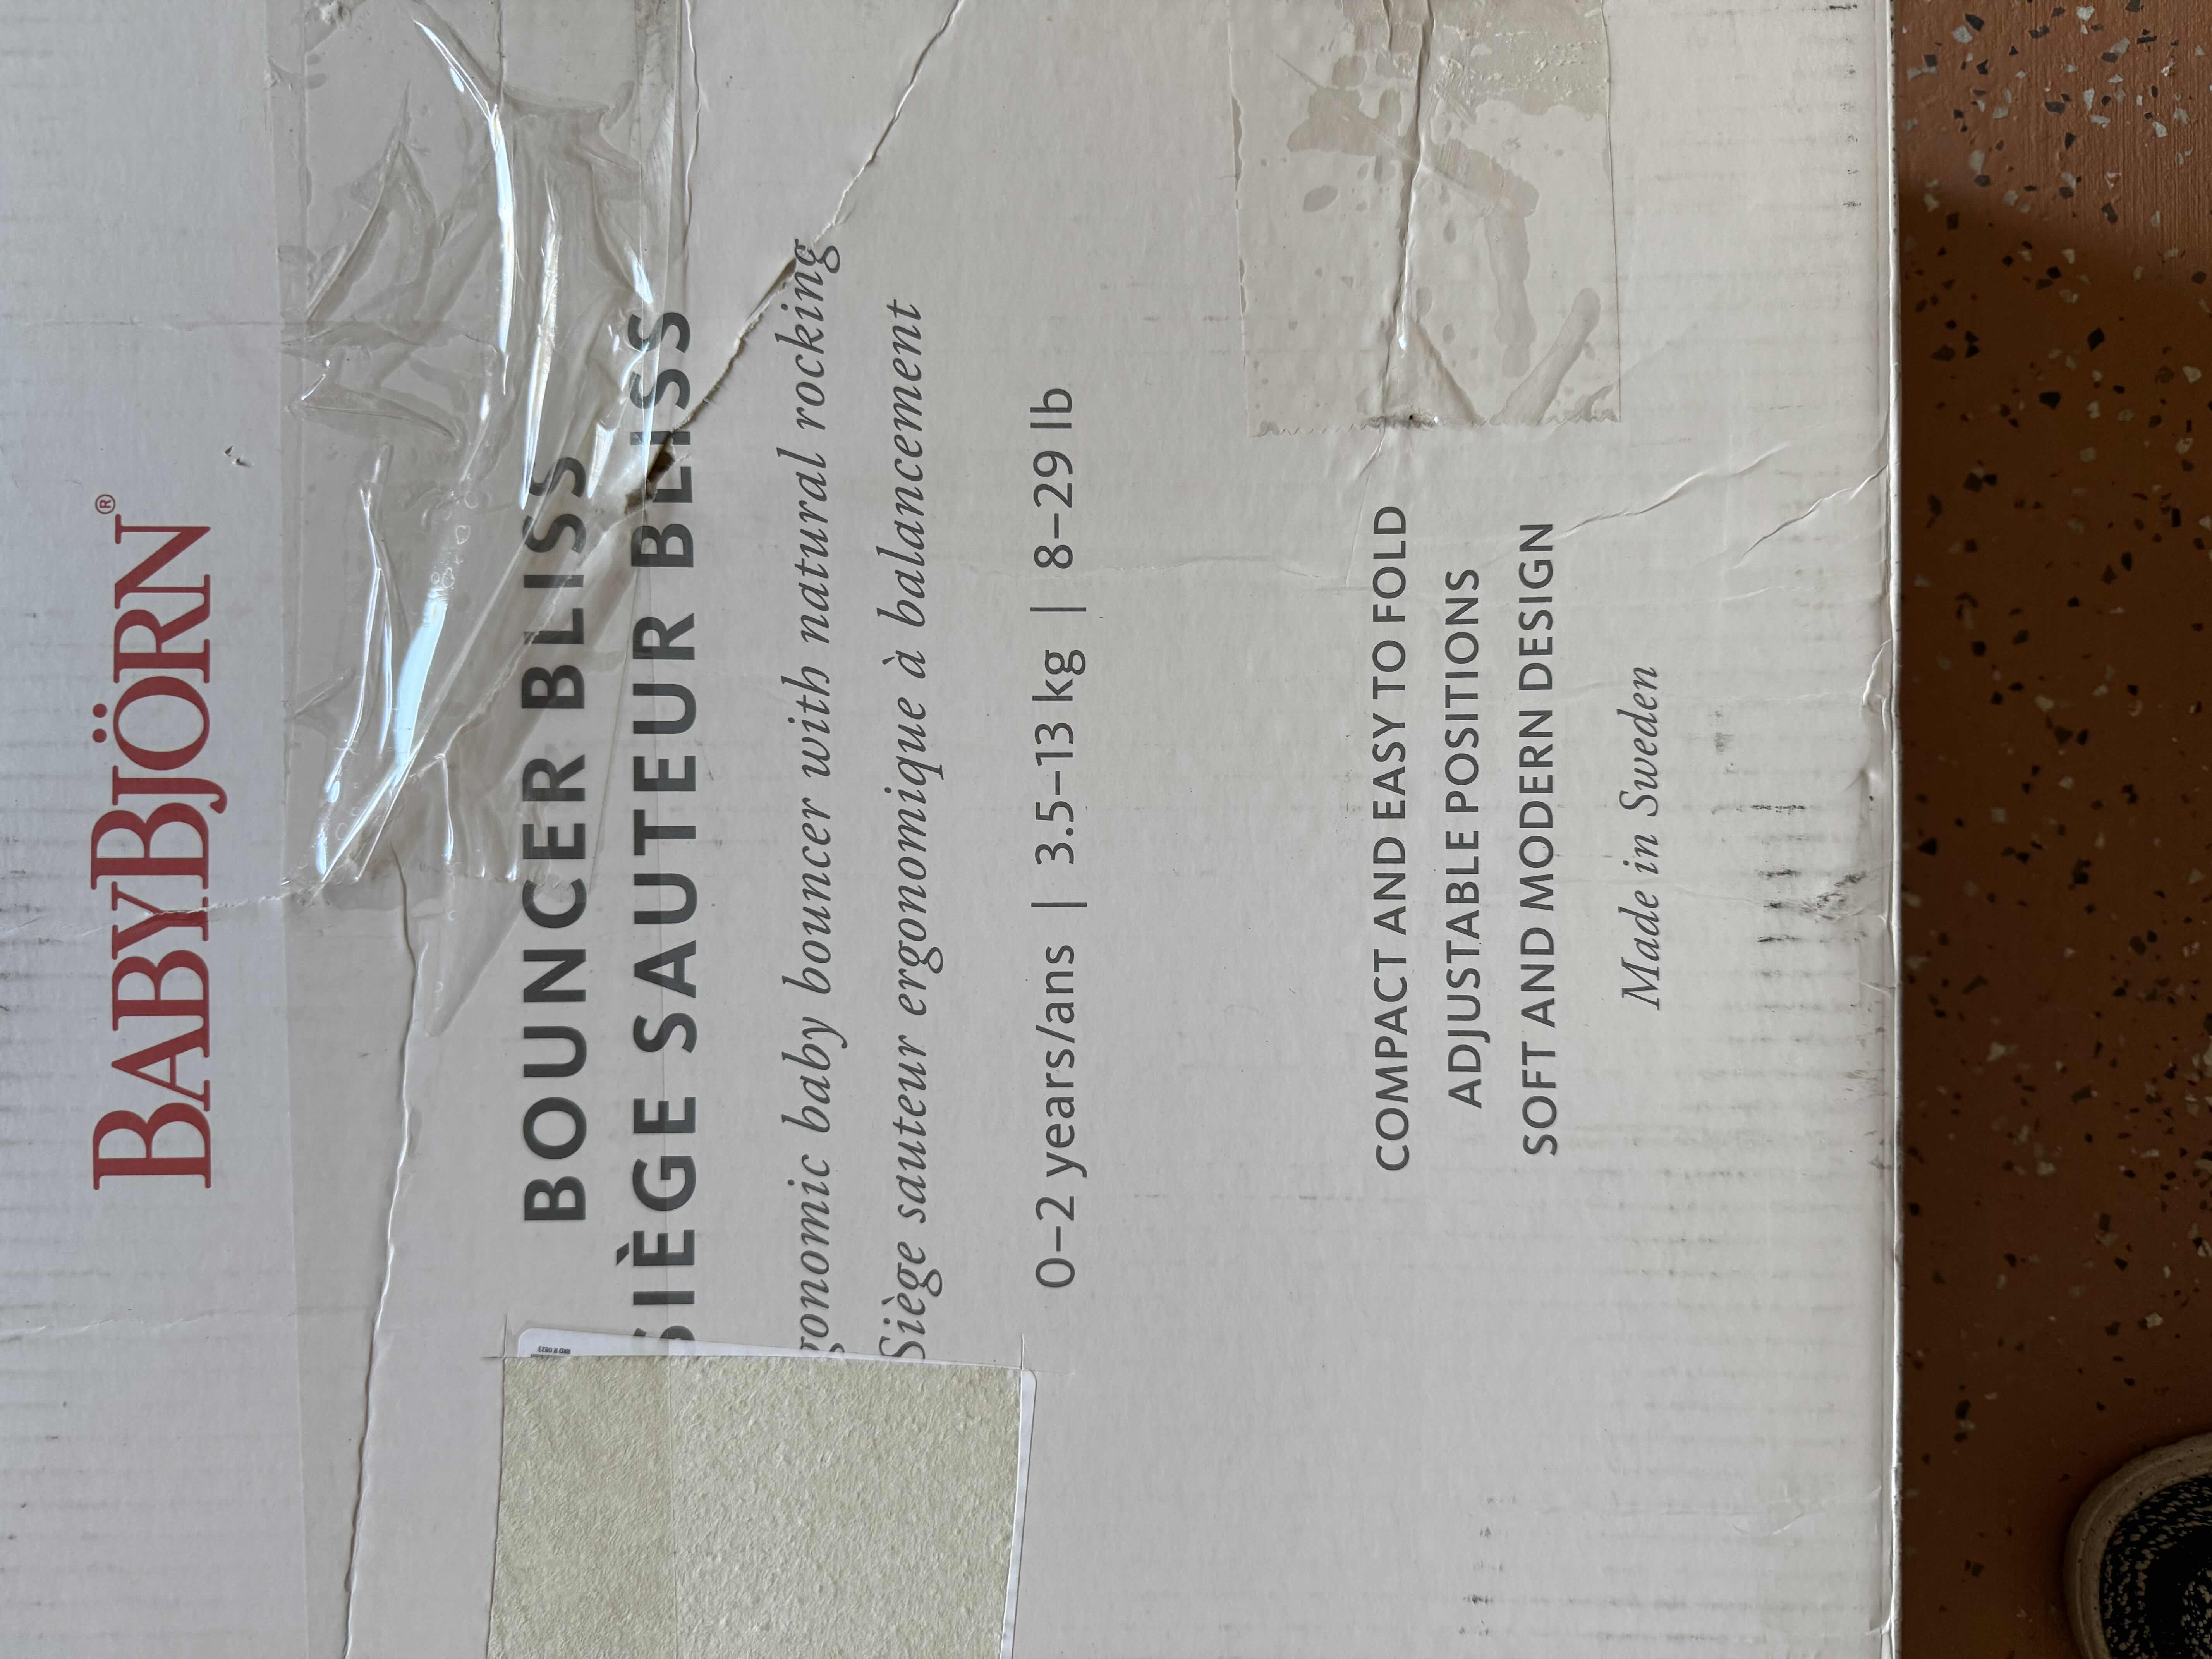 BABYBJÖRN®
BOUNCER BLISS
SIÈGE SAUTEUR BLISS
gonomic baby bouncer with natural rocking
Siège sauteur ergonomique à balancement
0–2 years/ans | 3.5–13 kg | 8–29 lb
COMPACT AND EASY TO FOLD
ADJUSTABLE POSITIONS
SOFT AND MODERN DESIGN
Made in Sweden